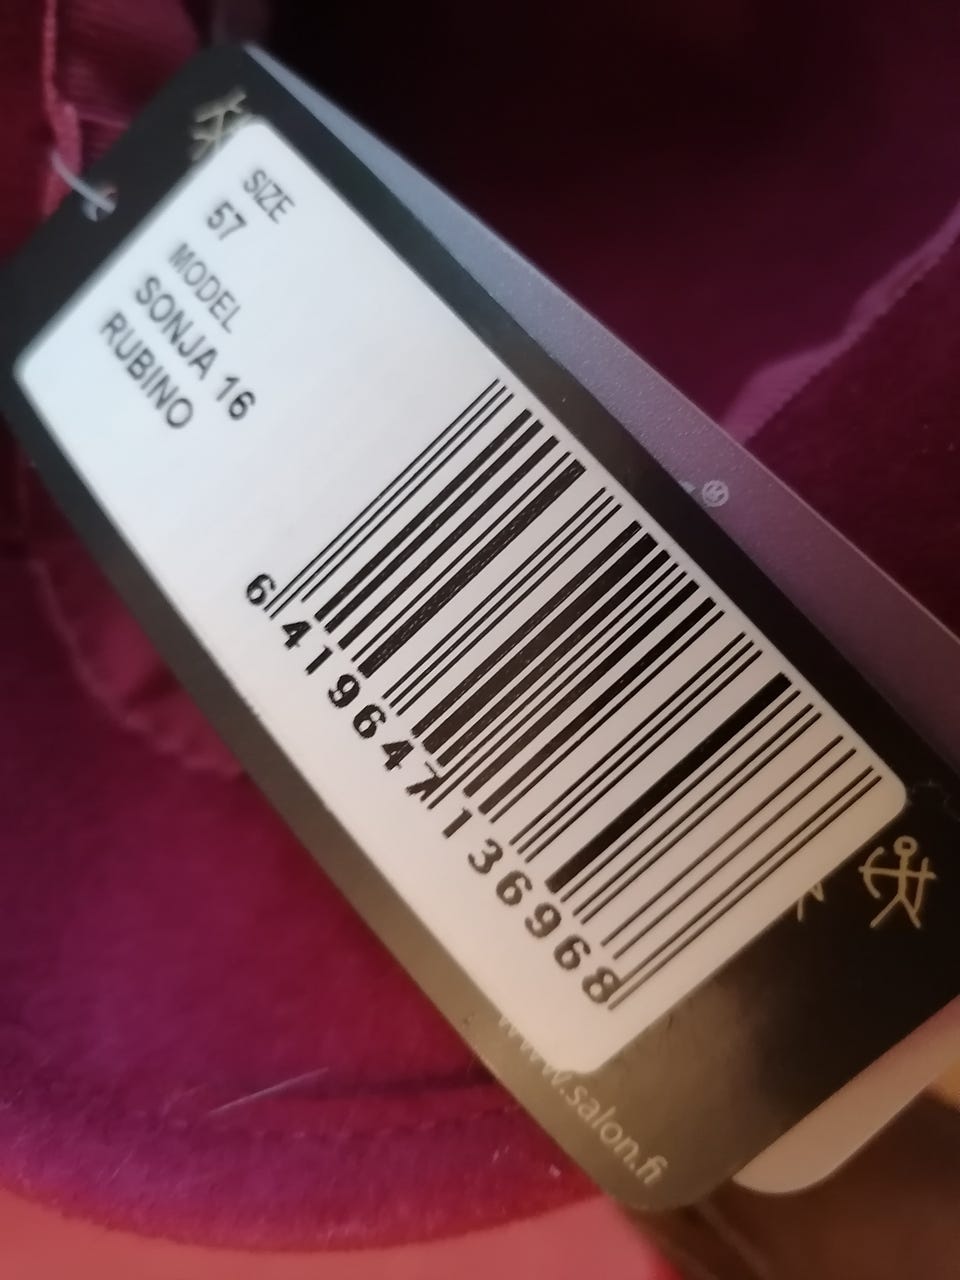 SIZE
57
MODEL
SONJA 16
RUBINO
6 419647 136968
www.salon.fi